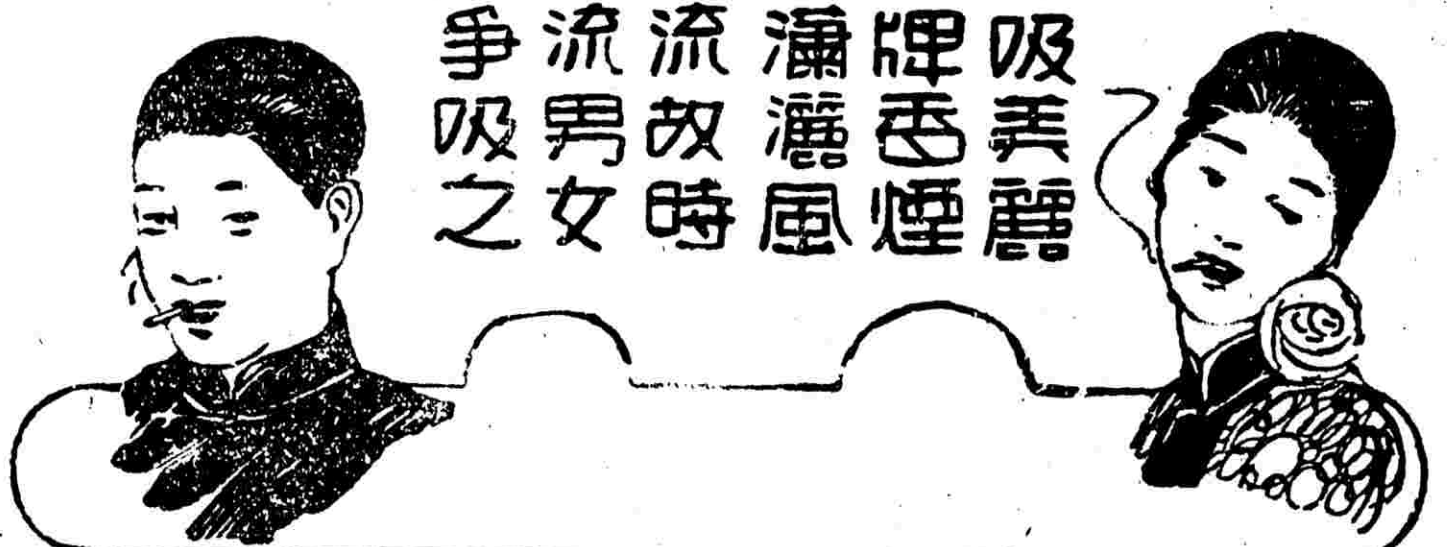 吸美麗
牌香煙
瀟灑風
流故時
流男女
爭吸之